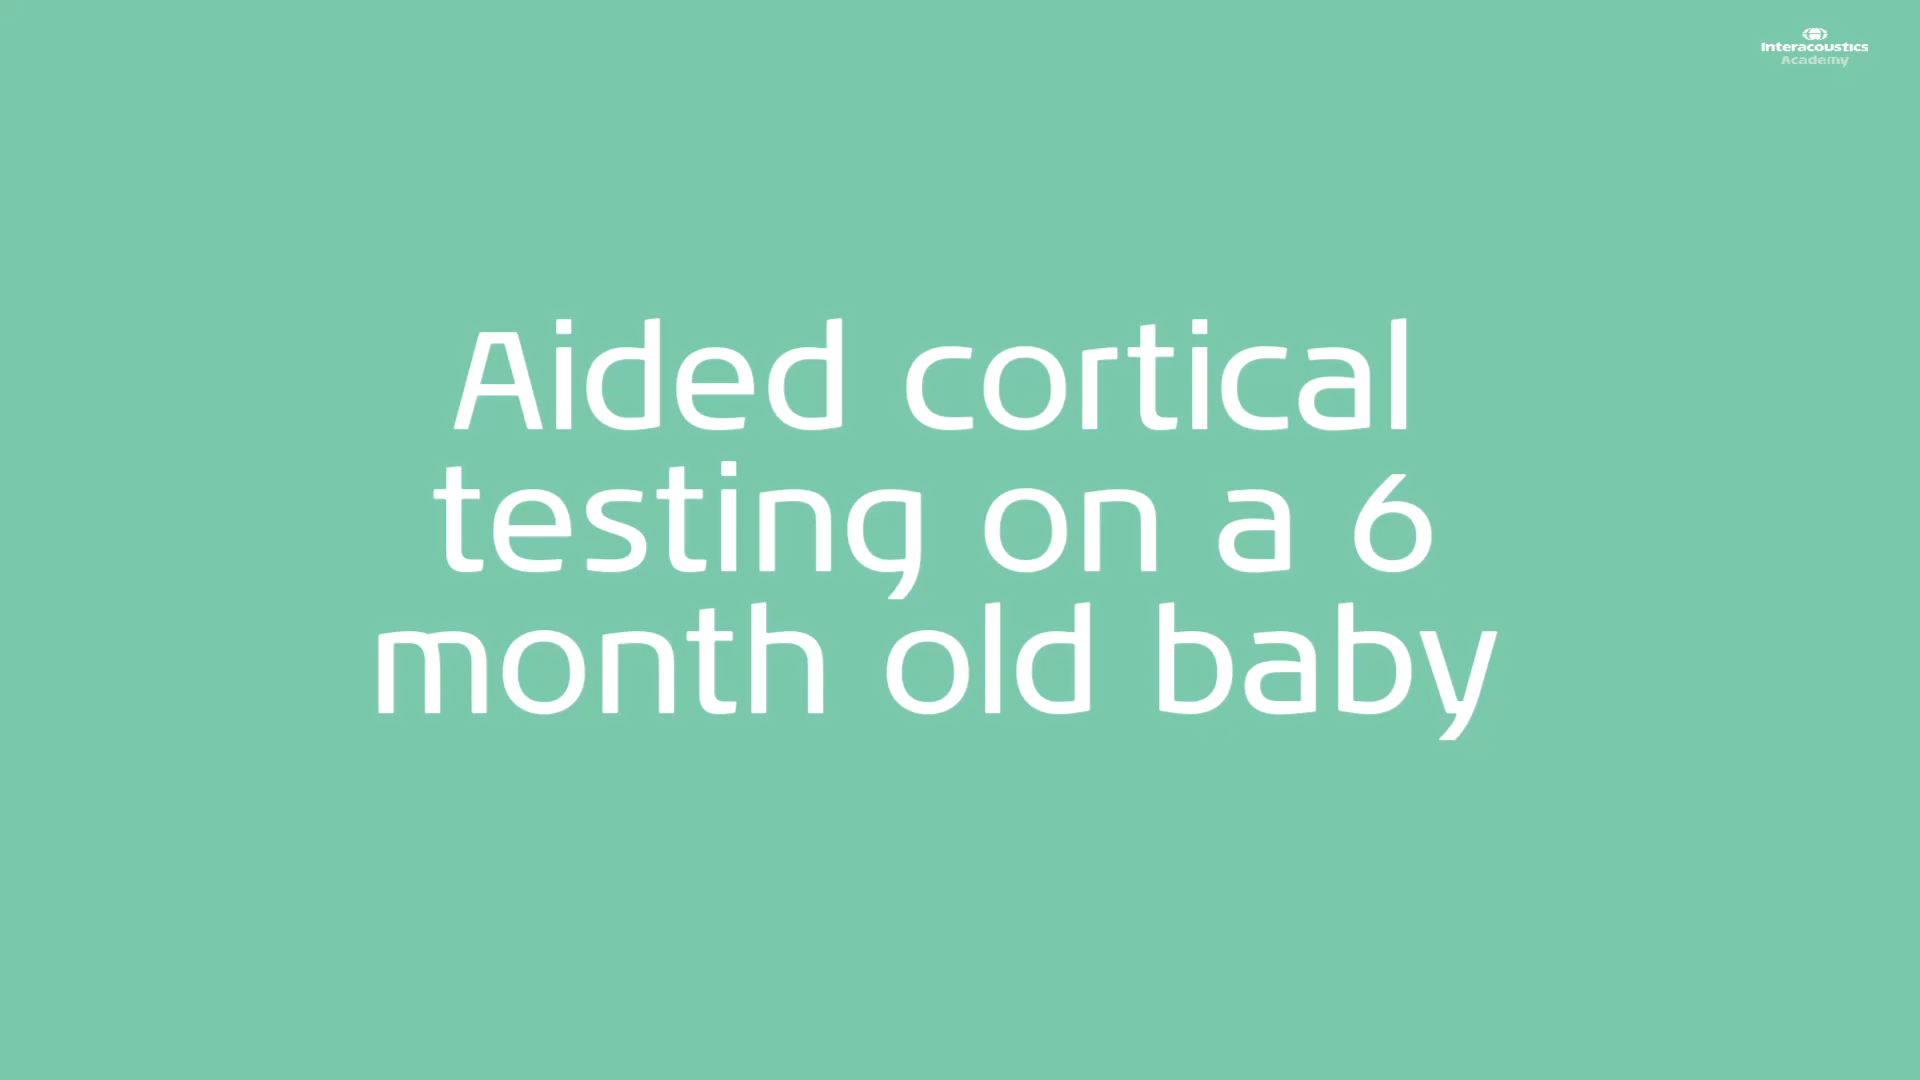 Interacoustics
Academy
Aided cortical
testing on a 6
month old baby